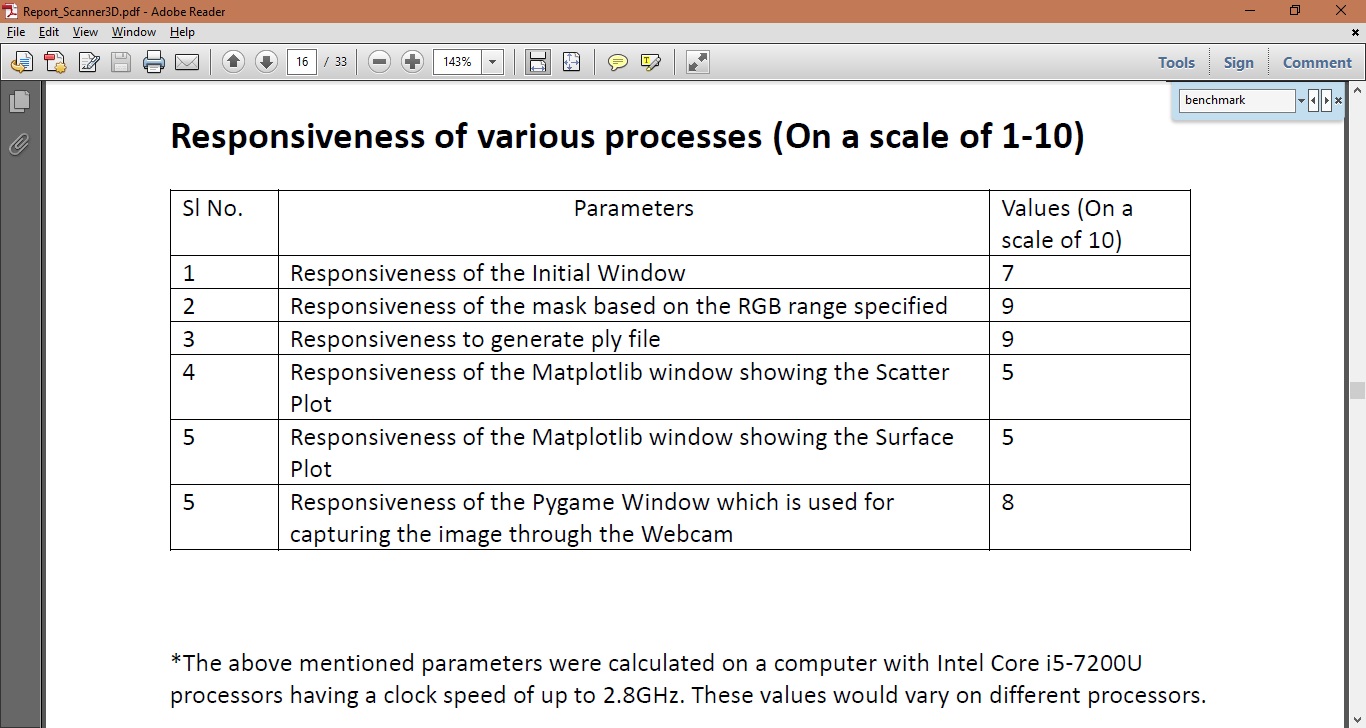 Report_Scanner3D.pdf - Adobe Reader
File Edit View Window Help
16 / 33 143% Tools Sign Comment
benchmark
Responsiveness of various processes (On a scale of 1-10)
Sl No. Parameters Values (On a
scale of 10)
1 Responsiveness of the Initial Window 7
2 Responsiveness of the mask based on the RGB range specified 9
3 Responsiveness to generate ply file 9
4 Responsiveness of the Matplotlib window showing the Scatter 5
Plot
5 Responsiveness of the Matplotlib window showing the Surface 5
Plot
5 Responsiveness of the Pygame Window which is used for 8
capturing the image through the Webcam
*The above mentioned parameters were calculated on a computer with Intel Core i5-7200U
processors having a clock speed of up to 2.8GHz. These values would vary on different processors.